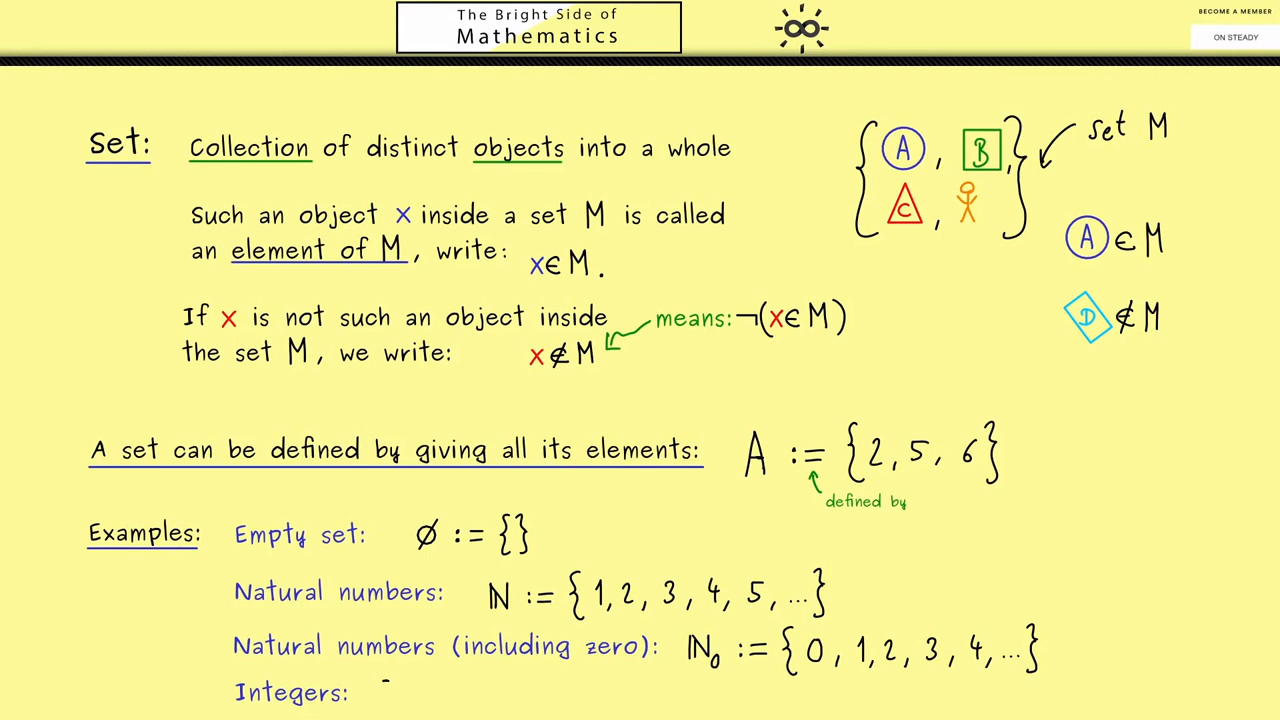 The Bright Side of
Mathematics
BECOME A MEMBER
ON STEADY
Set: Collection of distinct objects into a whole
{ A , B , C , } set M
Such an object x inside a set M is called
an element of M, write: x∈M.
A ∈ M
If x is not such an object inside
the set M, we write: x∉M means: ¬(x∈M)
D ∉ M
A set can be defined by giving all its elements: A := {2, 5, 6}
defined by
Examples: Empty set: ∅ := {}
Natural numbers: ℕ := {1, 2, 3, 4, 5, ...}
Natural numbers (including zero): ℕ₀ := {0, 1, 2, 3, 4, ...}
Integers: